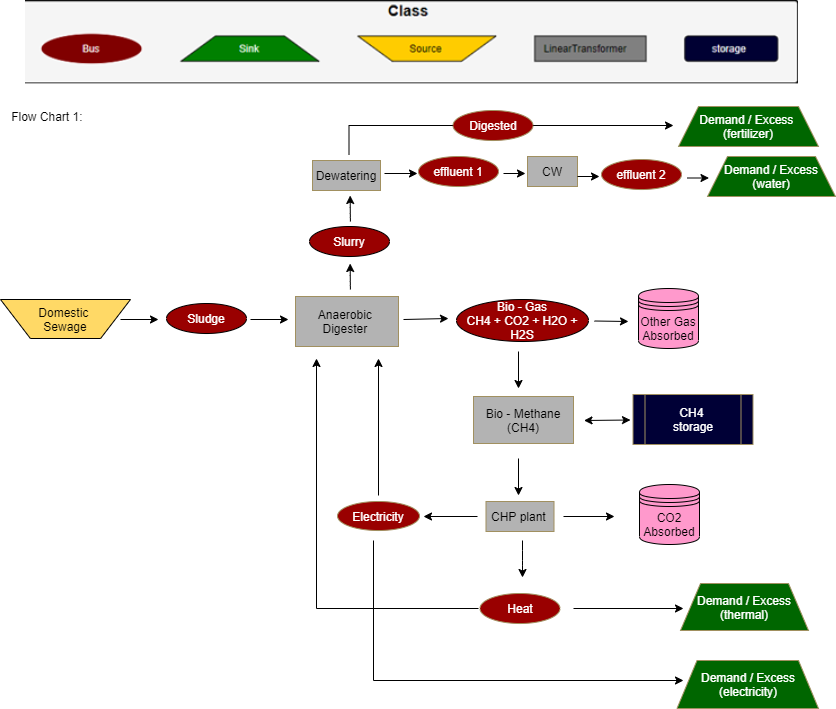 Class
Bus
Sink
Source
LinearTransformer
storage
Flow Chart 1:
Digested
Demand / Excess
(fertilizer)
Dewatering
effluent 1
CW
effluent 2
Demand / Excess
(water)
Slurry
Domestic
Sewage
Sludge
Anaerobic
Digester
Bio - Gas
CH4 + CO2 + H2O +
H2S
Other Gas
Absorbed
Bio - Methane
(CH4)
CH4
storage
Electricity
CHP plant
CO2
Absorbed
Heat
Demand / Excess
(thermal)
Demand / Excess
(electricity)